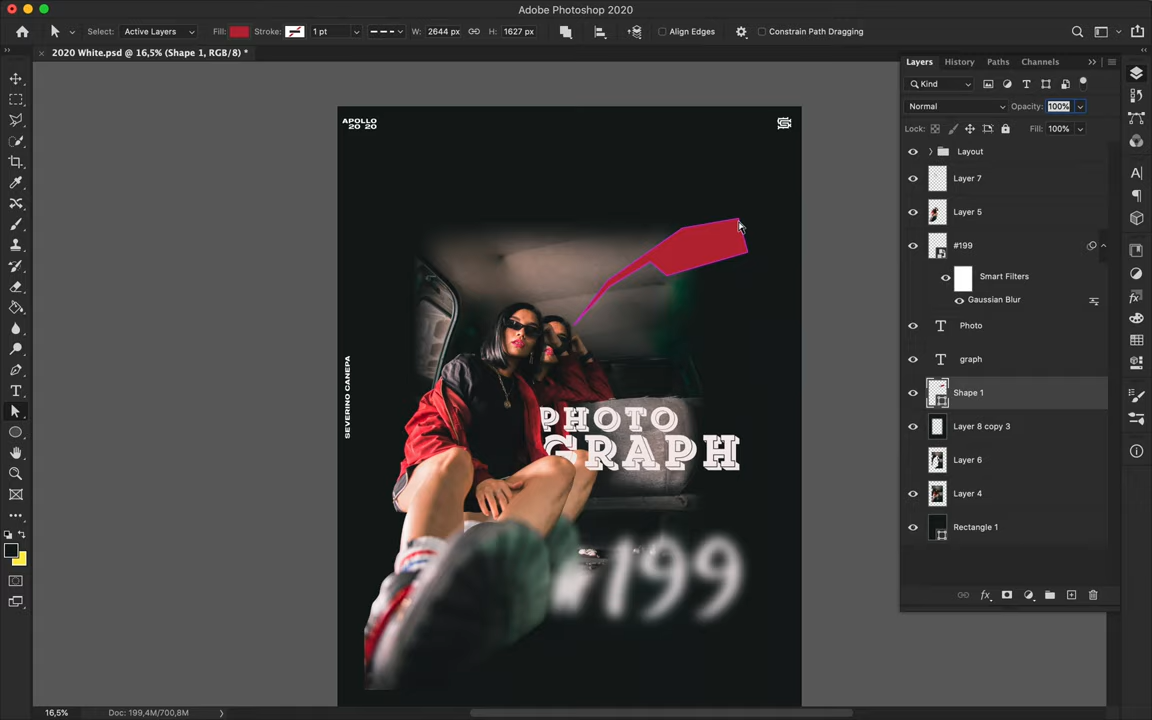 Adobe Photoshop 2020
Select:
Active Layers
Fill:
Stroke:
1 pt
W:
2644 px
H:
1627 px
Align Edges
Constrain Path Dragging
2020 White.psd @ 16,5% (Shape 1, RGB/8) *
Layers
History
Paths
Channels
Kind
Normal
Opacity:
100%
Lock:
Fill:
100%
Layout
Layer 7
Layer 5
#199
Smart Filters
Gaussian Blur
Photo
graph
Shape 1
Layer 8 copy 3
Layer 6
Layer 4
Rectangle 1
APOLLO
20 20
SEVERINO CANEPA
PHOTO
GRAPH
#199
16,5%
Doc: 199,4M/700,8M